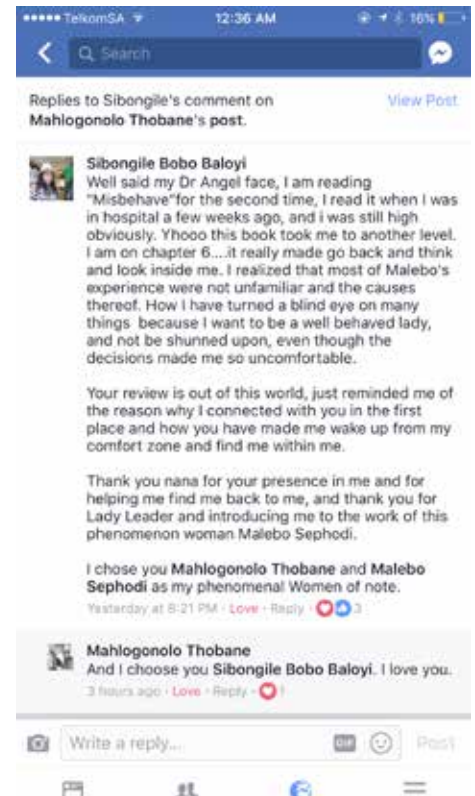 TelkomSA 12:36 AM 16%
Search
Replies to Sibongile's comment on View Post
Mahlogonolo Thobane's post.
Sibongile Bobo Baloyi
Well said my Dr Angel face, I am reading
"Misbehave"for the second time, I read it when I was
in hospital a few weeks ago, and i was still high
obviously. Yhooo this book took me to another level.
I am on chapter 6....it really made go back and think
and look inside me. I realized that most of Malebo's
experience were not unfamiliar and the causes
thereof. How I have turned a blind eye on many
things because I want to be a well behaved lady,
and not be shunned upon, even though the
decisions made me so uncomfortable.
Your review is out of this world, just reminded me of
the reason why I connected with you in the first
place and how you have made me wake up from my
comfort zone and find me within me.
Thank you nana for your presence in me and for
helping me find me back to me, and thank you for
Lady Leader and introducing me to the work of this
phenomenon woman Malebo Sephodi.
I chose you Mahlogonolo Thobane and Malebo
Sephodi as my phenomenal Women of note.
Yesterday at 8:21 PM · Love · Reply · 3
Mahlogonolo Thobane
And I choose you Sibongile Bobo Baloyi. I love you.
3 hours ago · Love · Reply · 1
Write a reply... GIF Post